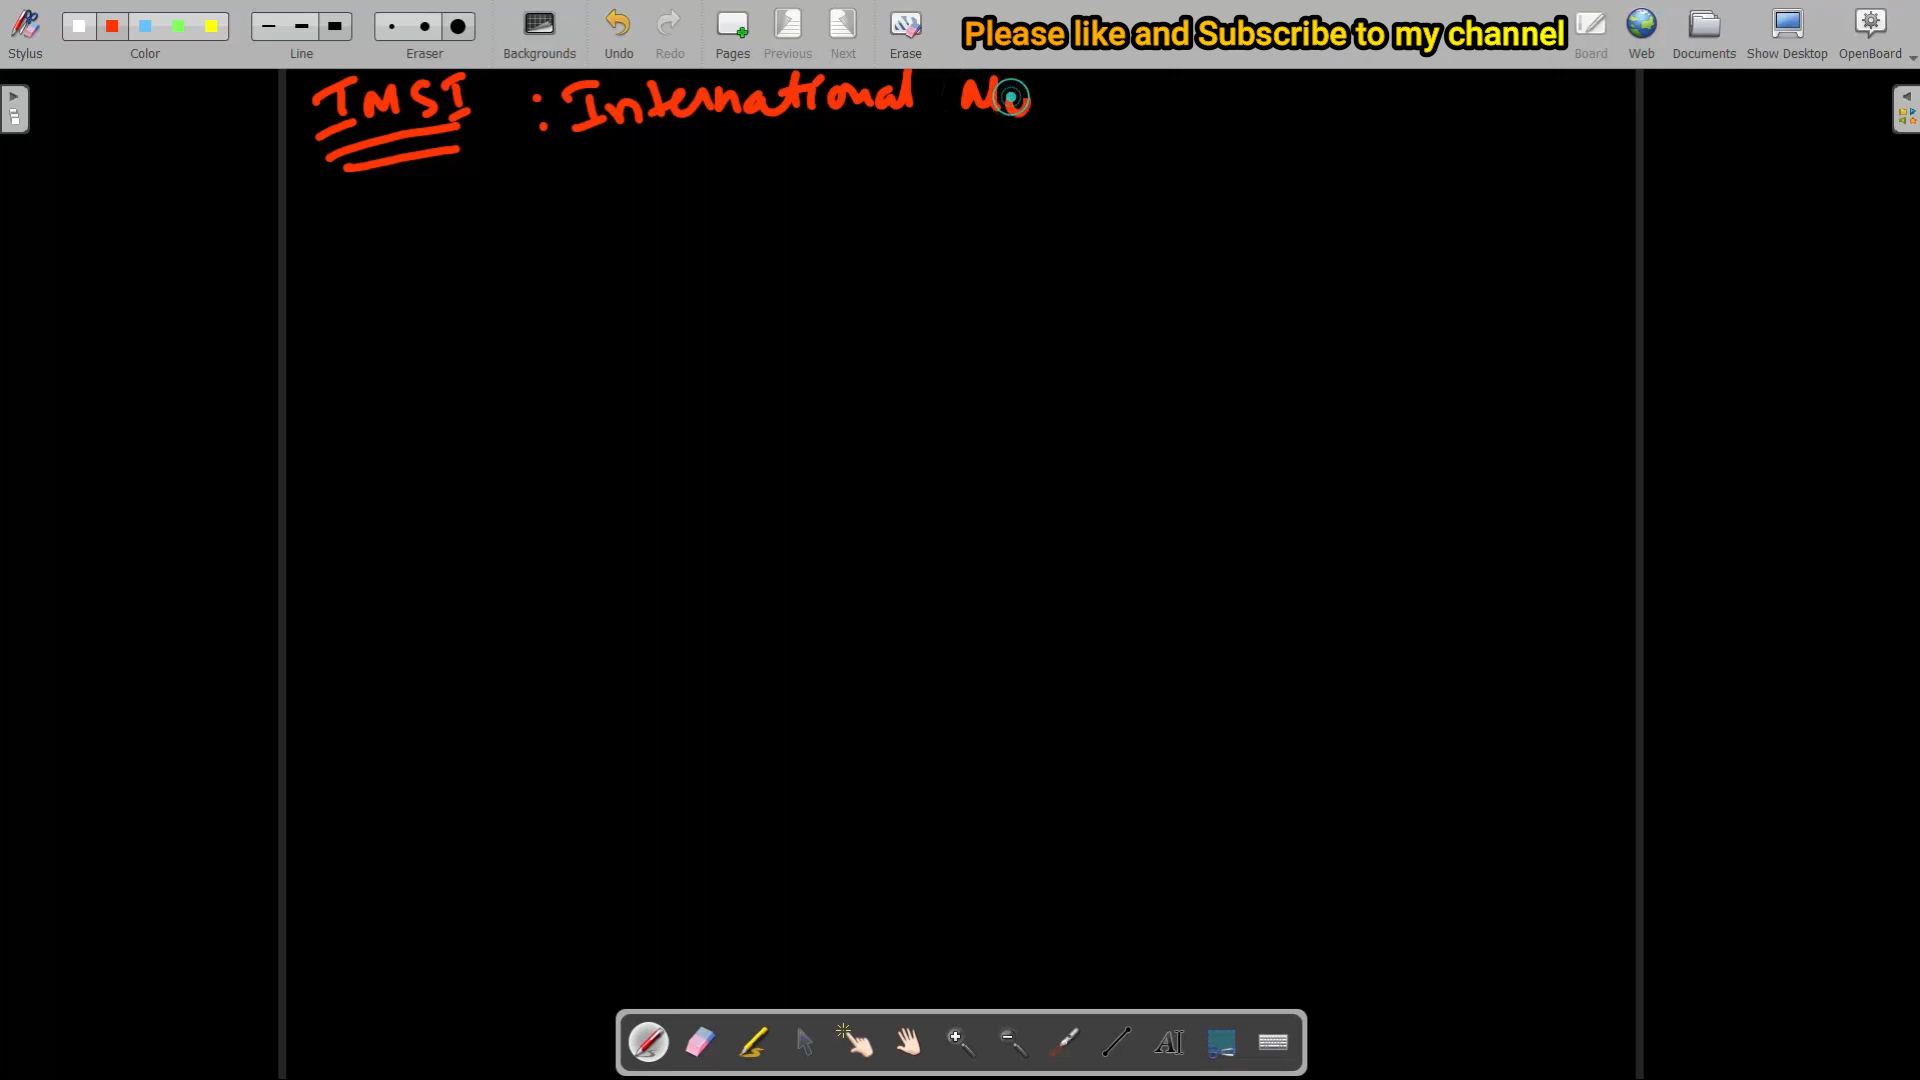 Please like and Subscribe to my channel
Stylus Color Line Eraser Backgrounds Undo Redo Pages Previous Next Erase Board Web Documents Show Desktop OpenBoard
IMSI : International
AI